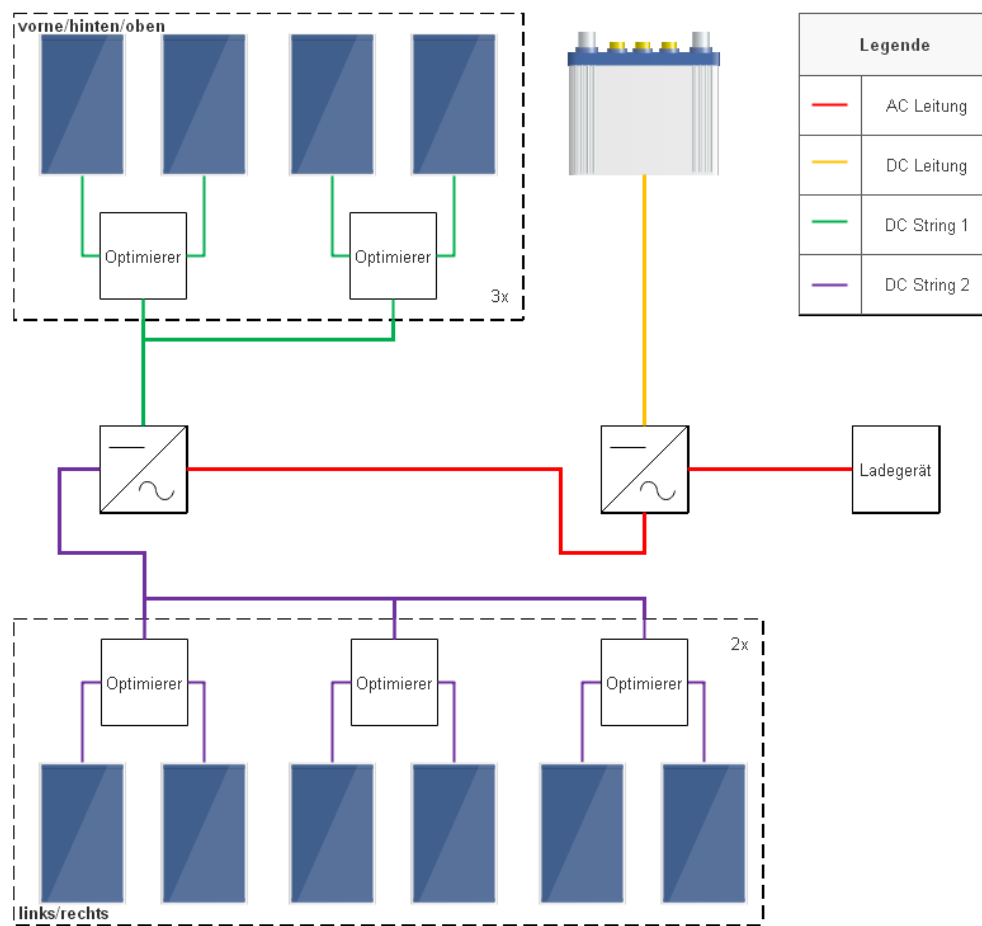 vorne/hinten/oben
Legende
AC Leitung
DC Leitung
Optimierer
Optimierer
DC String 1
DC String 2
3x
Ladegerät
2x
Optimierer
Optimierer
Optimierer
links/rechts